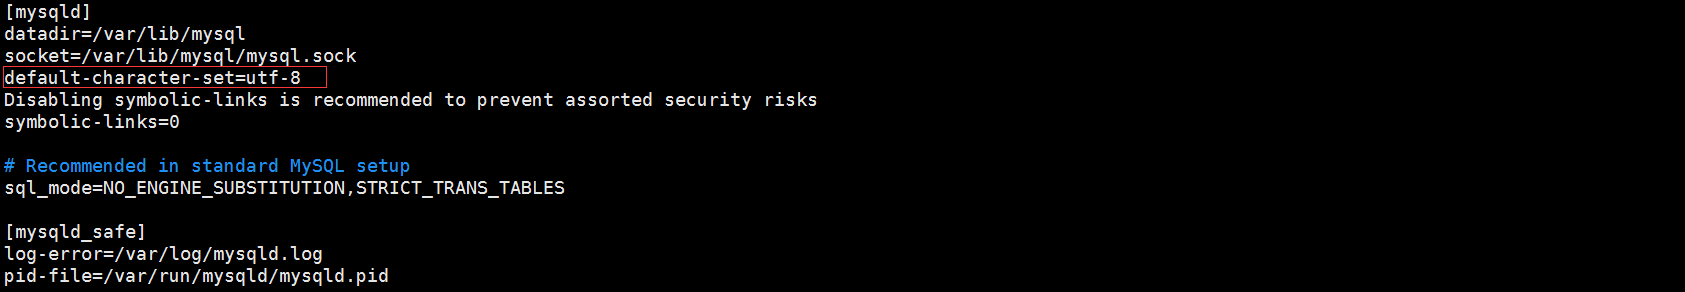 [mysqld]
datadir=/var/lib/mysql
socket=/var/lib/mysql/mysql.sock
default-character-set=utf-8
Disabling symbolic-links is recommended to prevent assorted security risks
symbolic-links=0
# Recommended in standard MySQL setup
sql_mode=NO_ENGINE_SUBSTITUTION,STRICT_TRANS_TABLES
[mysqld_safe]
log-error=/var/log/mysqld.log
pid-file=/var/run/mysqld/mysqld.pid